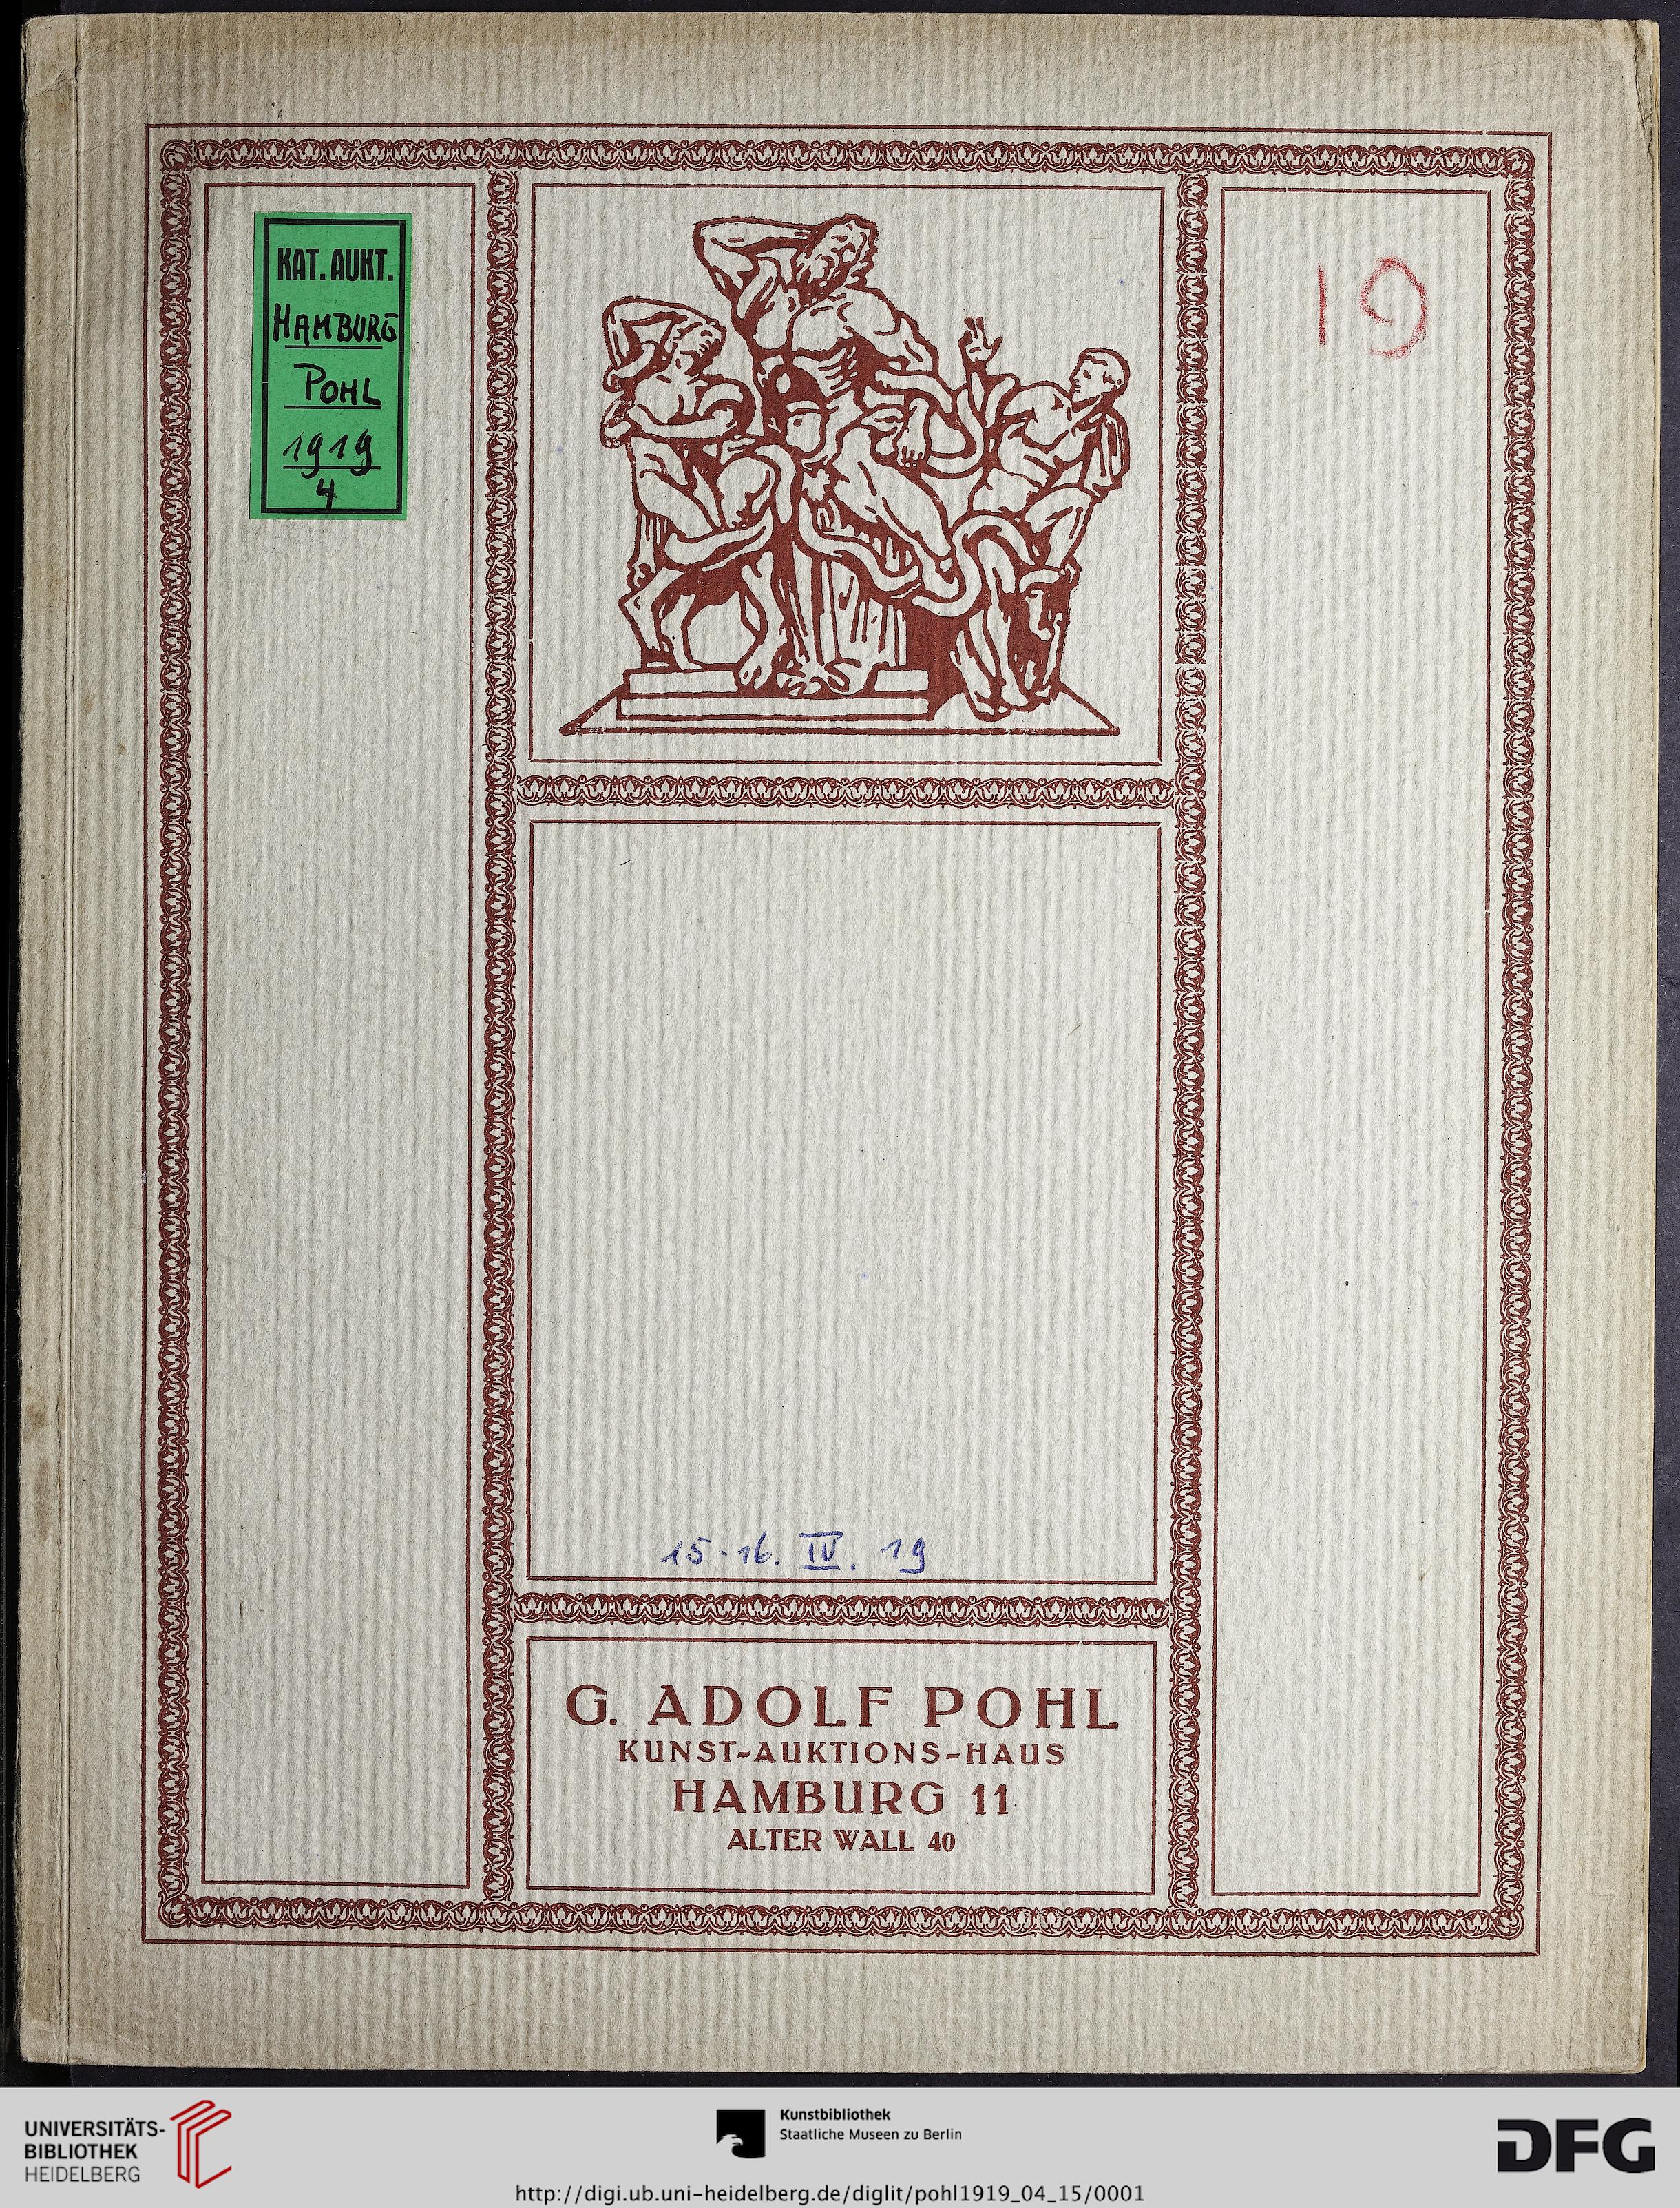 KAT. AUKT.
HAMBURG
POHL
1919
4
19
15-16. IV. 19
G. ADOLF POHL
KUNST-AUKTIONS-HAUS
HAMBURG 11
ALTER WALL 40
UNIVERSITÄTS-
BIBLIOTHEK
HEIDELBERG
Kunstbibliothek
Staatliche Museen zu Berlin
DFG
http://digi.ub.uni-heidelberg.de/diglit/pohl1919_04_15/0001